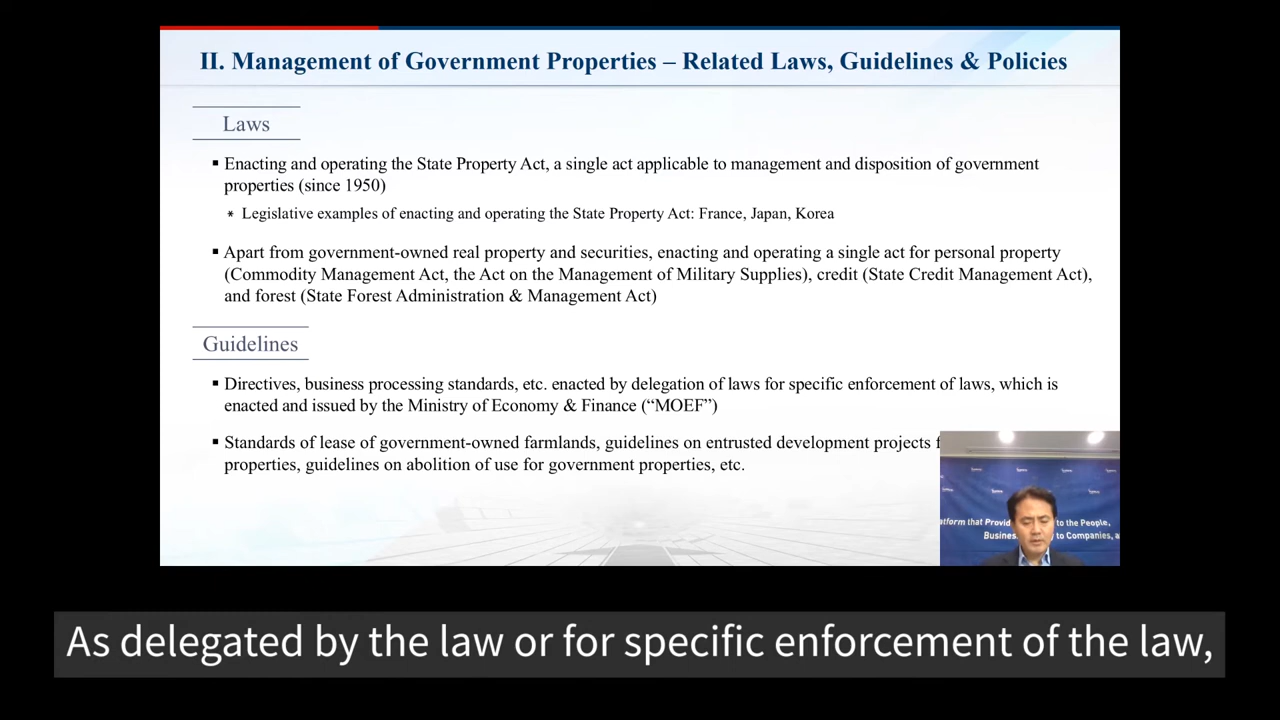 II. Management of Government Properties – Related Laws, Guidelines & Policies
Laws
▪ Enacting and operating the State Property Act, a single act applicable to management and disposition of government
properties (since 1950)
* Legislative examples of enacting and operating the State Property Act: France, Japan, Korea
▪ Apart from government-owned real property and securities, enacting and operating a single act for personal property
(Commodity Management Act, the Act on the Management of Military Supplies), credit (State Credit Management Act),
and forest (State Forest Administration & Management Act)
Guidelines
▪ Directives, business processing standards, etc. enacted by delegation of laws for specific enforcement of laws, which is
enacted and issued by the Ministry of Economy & Finance (“MOEF”)
▪ Standards of lease of government-owned farmlands, guidelines on entrusted development projects
properties, guidelines on abolition of use for government properties, etc.
that Provid to the People,
to Companies,
As delegated by the law or for specific enforcement of the law,